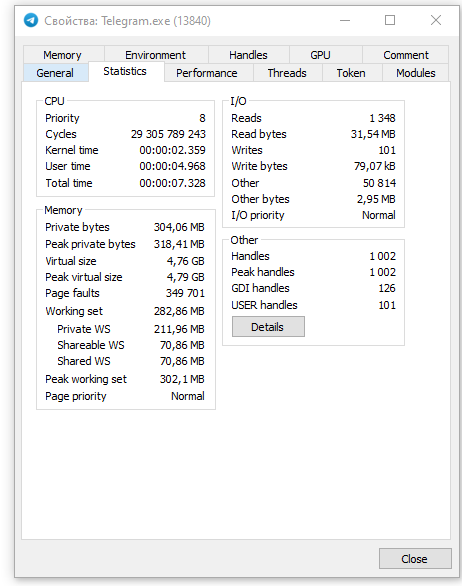 Свойства: Telegram.exe (13840)
Memory Environment Handles GPU Comment
General Statistics Performance Threads Token Modules
CPU
Priority 8
Cycles 29 305 789 243
Kernel time 00:00:02.359
User time 00:00:04.968
Total time 00:00:07.328
Memory
Private bytes 304,06 MB
Peak private bytes 318,41 MB
Virtual size 4,76 GB
Peak virtual size 4,79 GB
Page faults 349 701
Working set 282,86 MB
Private WS 211,96 MB
Shareable WS 70,86 MB
Shared WS 70,86 MB
Peak working set 302,1 MB
Page priority Normal
I/O
Reads 1 348
Read bytes 31,54 MB
Writes 101
Write bytes 79,07 kB
Other 50 814
Other bytes 2,95 MB
I/O priority Normal
Other
Handles 1 002
Peak handles 1 002
GDI handles 126
USER handles 101
Details
Close